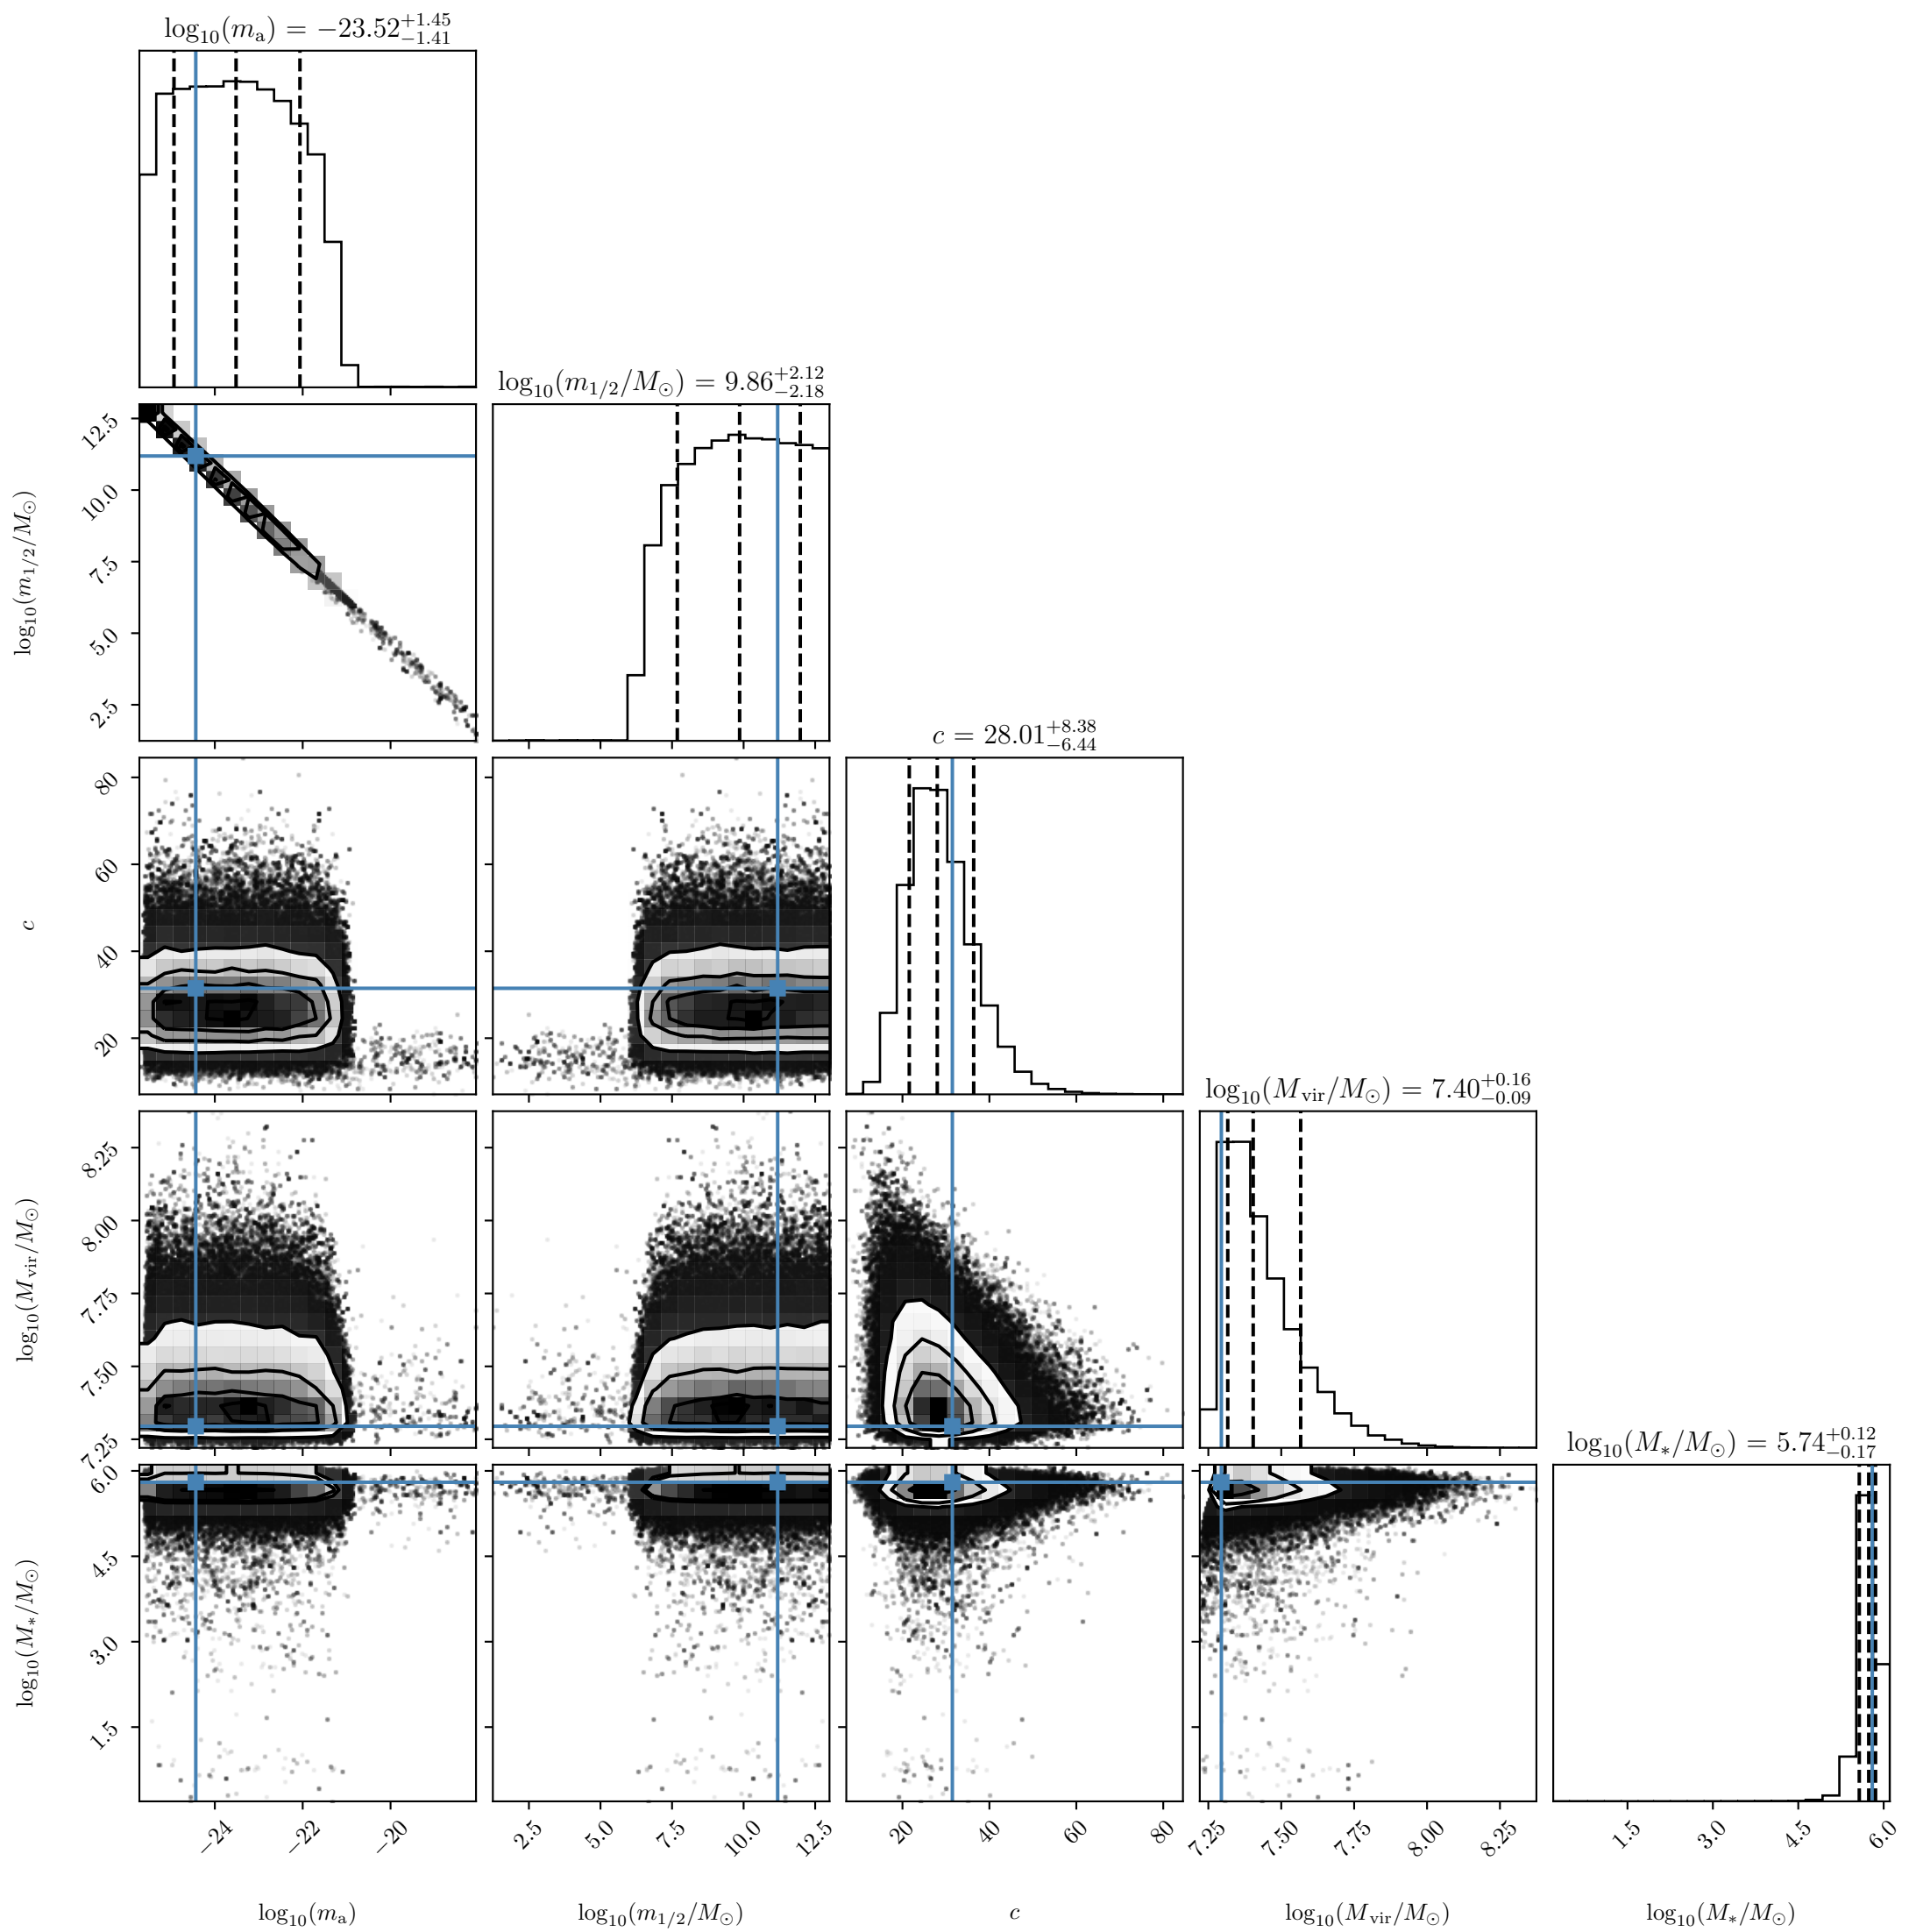 log₁₀(mₐ) = −23.52⁺¹·⁴⁵₋₁.₄₁
log₁₀(m₁/₂/M⊙) = 9.86⁺²·¹²₋₂.₁₈
12.5
10.0
7.5
5.0
2.5
log₁₀(m₁/₂/M⊙)
c = 28.01⁺⁸·³⁸₋₆.₄₄
80
60
40
20
c
log₁₀(Mᵥᵢᵣ/M⊙) = 7.40⁺⁰·¹⁶₋₀.₀₉
8.25
8.00
7.75
7.50
7.25
log₁₀(Mᵥᵢᵣ/M⊙)
log₁₀(M∗/M⊙) = 5.74⁺⁰·¹²₋₀.₁₇
6.0
4.5
3.0
1.5
log₁₀(M∗/M⊙)
−24 −22 −20 2.5 5.0 7.5 10.0 12.5 20 40 60 80 7.25 7.50 7.75 8.00 8.25 1.5 3.0 4.5 6.0
log₁₀(mₐ) log₁₀(m₁/₂/M⊙) c log₁₀(Mᵥᵢᵣ/M⊙) log₁₀(M∗/M⊙)